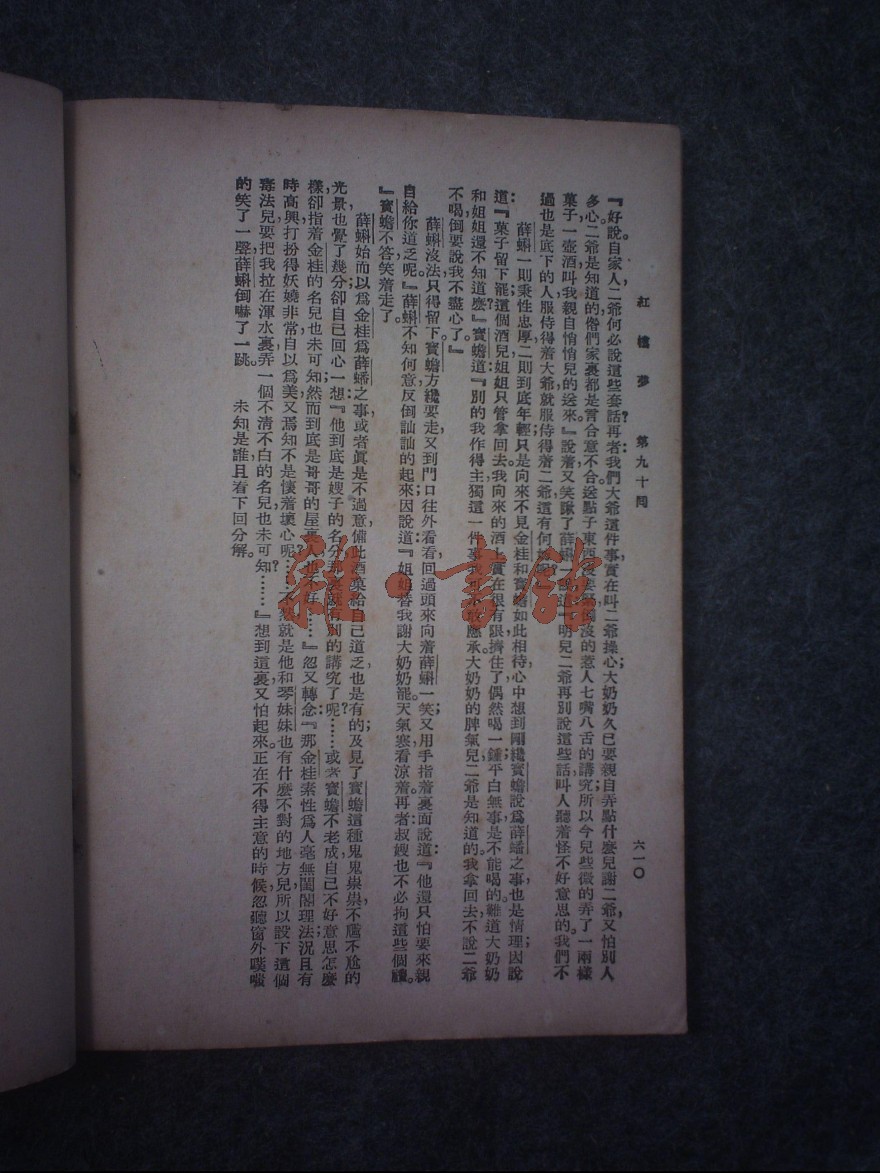 紅樓夢　第九十囘　六一〇
『好說。自家人，二爺何必說這些套話？再者：我們大爺這件事，實在叫二爺操心；大奶奶久已要親自弄點什麼兒謝二爺，又怕別人
多心。二爺是知道的，偺們家裏都是言合意不合，送點子東西沒要緊，倒沒的惹人七嘴八舌的講究。所以今兒些微的弄了一兩樣
菓子，一壺酒，叫我親自悄悄兒的送來。』說着，又笑瞅了薛蝌一眼，道：『明兒二爺再別說這些話，叫人聽着怪不好意思的。我們不
過也是底下的人，服侍得着大爺，就服侍得着二爺，這有何妨呢？』
薛蝌一則秉性忠厚，二則到底年輕，只是向來不見金桂和寶蟾如此相待，心中想到剛纔寶蟾說爲薛蟠之事，也是情理，因說
道：『菓子留下罷，這個酒兒，姐姐只管拿回去。我向來的酒上實在很有限，擠住了，偶然喝一鍾；平白無事，是不能喝的。難道大奶奶
和姐姐還不知道麼？』寶蟾道：『別的我作得主，獨這一件事，我可不敢應承。大奶奶的脾氣兒，二爺是知道的：我拿回去，不說二爺
不喝，倒要說我不盡心了。』
薛蝌沒法，只得留下。寶蟾方纔要走，又到門口往外看看，回過頭來向着薛蝌一笑；又用手指着裏面說道：『他還只怕要來親
自給你道乏呢。』薛蝌不知何意，反倒訕訕的起來，因說道：『姐姐替我謝大奶奶罷。天氣寒，看涼着。再者，叔嫂也不必拘這些個禮。
』寶蟾不答，笑着走了。
薛蝌始而以爲金桂爲薛蟠之事，或者眞是不過意，備此酒菓給自己道乏，也是有的；及見了寶蟾這種鬼鬼祟祟，不尷不尬的
光景，也覺了幾分，卻自己回心一想：『他到底是嫂子的名分，那裏就有別的講究了呢？……或者寶蟾不老成，自己不好意思怎麼
樣，卻指着金桂的名兒，也未可知。然而到底是哥哥的屋裏人，也不好……』忽又轉念：『那金桂素性爲人毫無閨閣理法，況且有
時高興，打扮得妖嬈非常，自以爲美，又焉知不是懷着壞心呢？……不然，就是他和琴妹妹也有什麼不對的地方兒，所以設下這個
毒法兒，要把我拉在渾水裏，弄一個不清不白的名兒，也未可知？……』想到這裏，又怕起來。正在不得主意的時候，忽聽窗外噗嗤
的笑了一聲，薛蝌倒嚇了一跳。　未知是誰，且看下回分解。
雜·書館